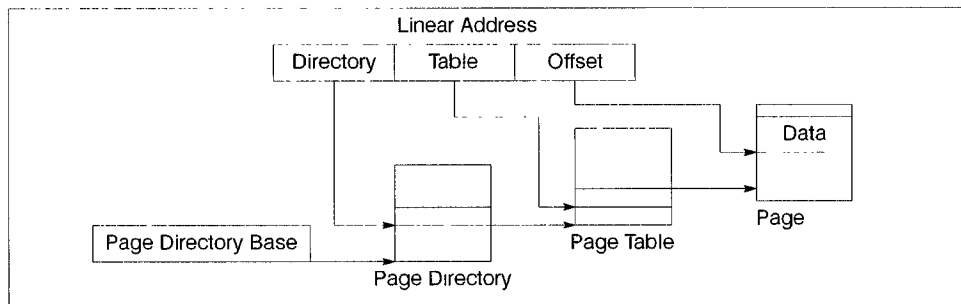 Linear Address
Directory Table Offset
Data
Page
Page Table
Page Directory Base
Page Directory